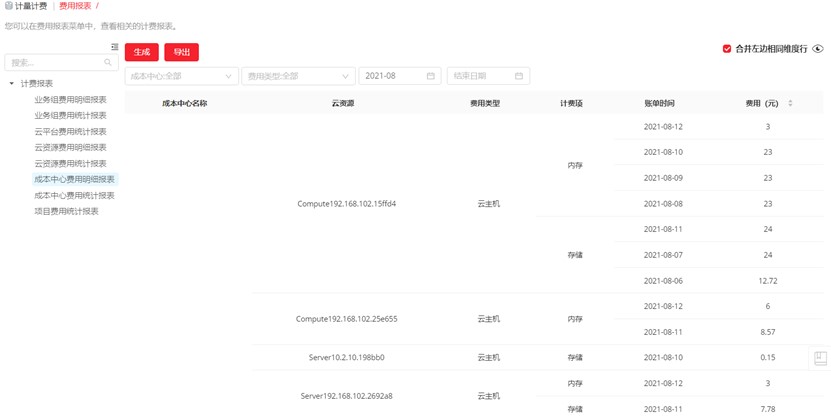 计量计费 | 费用报表 /
您可以在费用报表菜单中，查看相关的计费报表。
搜索...
计费报表
业务组费用明细报表
业务组费用统计报表
云平台费用统计报表
云资源费用明细报表
云资源费用统计报表
成本中心费用明细报表
成本中心费用统计报表
项目费用统计报表
生成 导出 合并左边相同维度行
成本中心:全部 费用类型:全部 2021-08 结束日期
成本中心名称 云资源 费用类型 计费项 账单时间 费用（元）
2021-08-12 3
2021-08-10 23
内存
2021-08-09 23
Compute192.168.102.15ffd4 云主机 2021-08-08 23
2021-08-11 24
存储 2021-08-07 24
2021-08-06 12.72
2021-08-12 6
Compute192.168.102.25e655 云主机 内存
2021-08-11 8.57
Server10.2.10.198bb0 云主机 存储 2021-08-10 0.15
内存 2021-08-12 3
Server192.168.102.2692a8 云主机
存储 2021-08-11 7.78